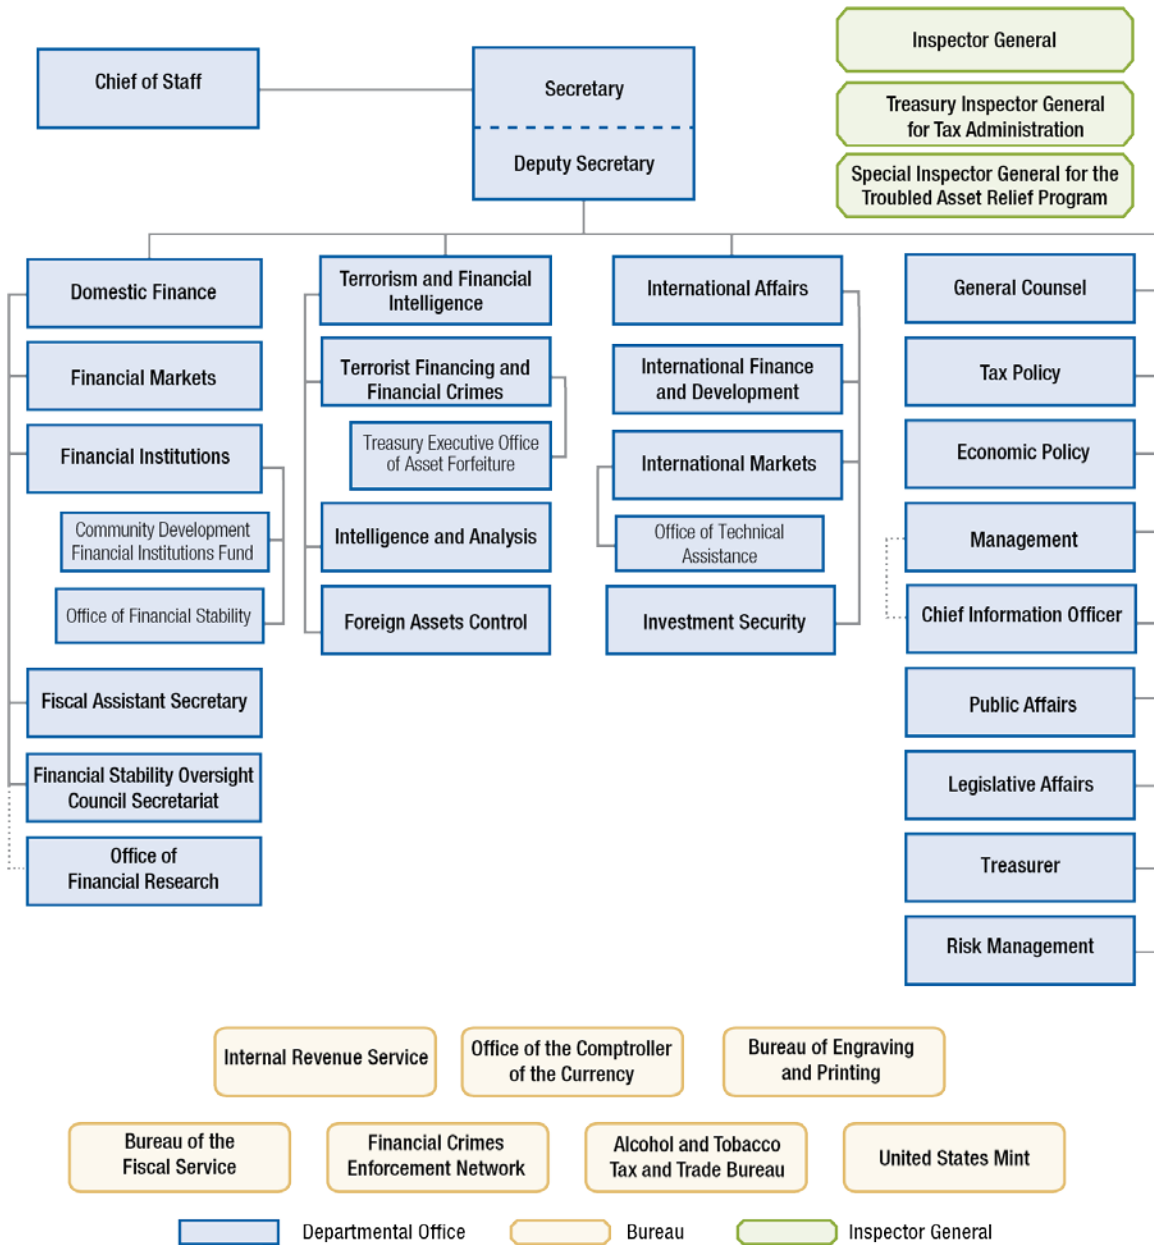 Inspector General
Chief of Staff
Secretary
Treasury Inspector General
for Tax Administration
Deputy Secretary
Special Inspector General for the
Troubled Asset Relief Program
Domestic Finance
Financial Markets
Financial Institutions
Community Development
Financial Institutions Fund
Office of Financial Stability
Fiscal Assistant Secretary
Financial Stability Oversight
Council Secretariat
Office of
Financial Research
Terrorism and Financial
Intelligence
Terrorist Financing and
Financial Crimes
Treasury Executive Office
of Asset Forfeiture
Intelligence and Analysis
Foreign Assets Control
International Affairs
International Finance
and Development
International Markets
Office of Technical
Assistance
Investment Security
General Counsel
Tax Policy
Economic Policy
Management
Chief Information Officer
Public Affairs
Legislative Affairs
Treasurer
Risk Management
Internal Revenue Service
Office of the Comptroller
of the Currency
Bureau of Engraving
and Printing
Bureau of the
Fiscal Service
Financial Crimes
Enforcement Network
Alcohol and Tobacco
Tax and Trade Bureau
United States Mint
Departmental Office
Bureau
Inspector General